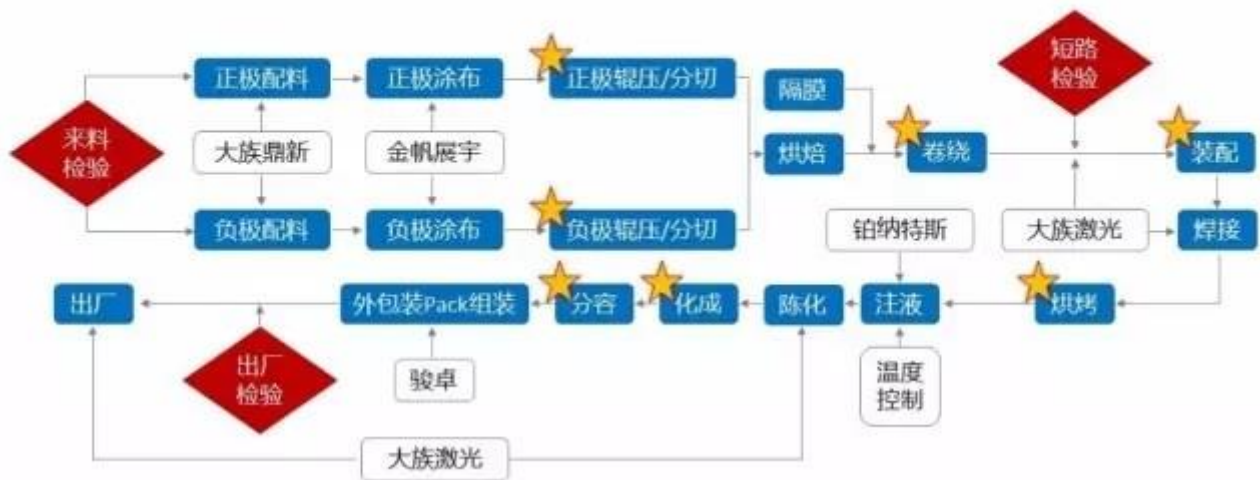 短路
检验
正极配料
正极涂布
正极辊压/分切
隔膜
来料
检验
大族鼎新
金帆展宇
烘焙
卷绕
装配
负极配料
负极涂布
负极辊压/分切
铂纳特斯
大族激光
焊接
出厂
外包装Pack组装
分容
化成
陈化
注液
烘烤
出厂
检验
骏卓
温度
控制
大族激光